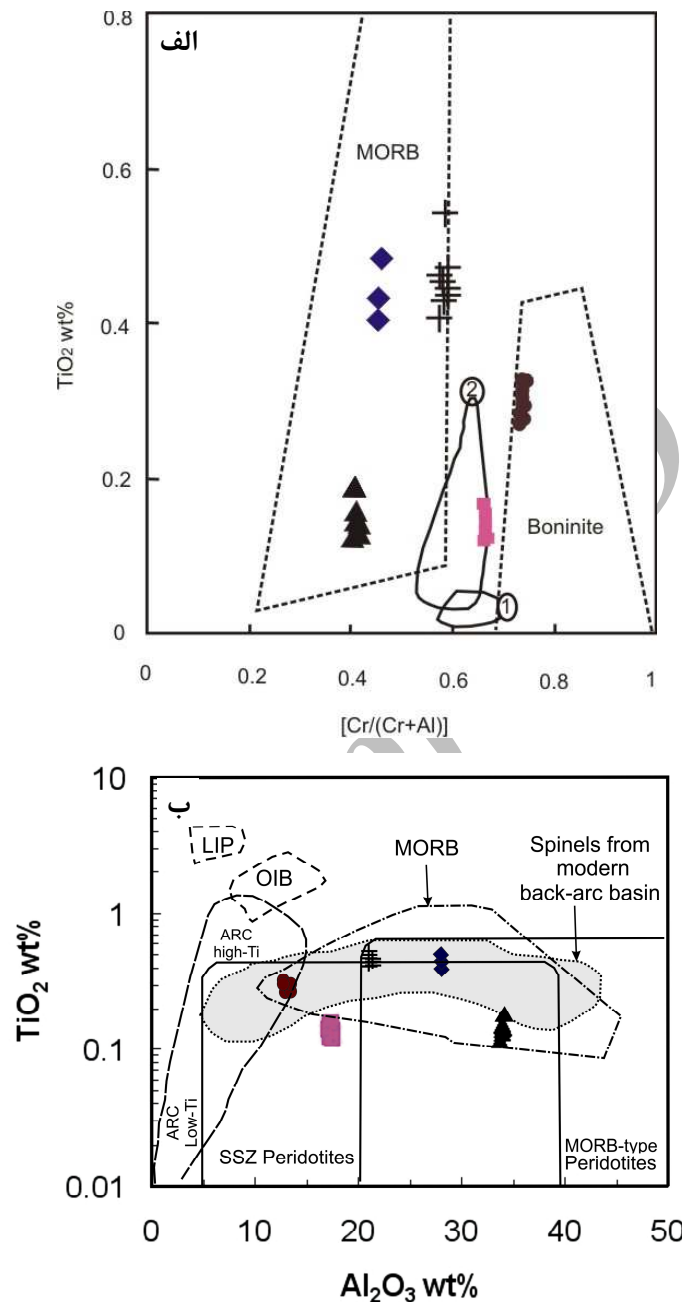 0.8
الف
MORB
0.6
TiO2 wt%
0.4
2
0.2
Boninite
1
0
0 0.2 0.4 0.6 0.8 1
[Cr/(Cr+Al)]
10
ب
LIP
OIB
MORB
Spinels from
modern
back-arc basin
1
ARC
high-Ti
TiO2 wt%
0.1
ARC
Low-Ti
SSZ Peridotites
MORB-type
Peridotites
0.01
0 10 20 30 40 50
Al2O3 wt%